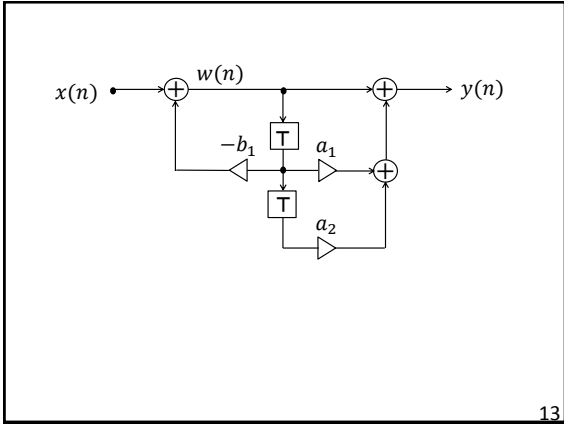 w(n)
x(n) + + y(n)
T
−b₁ a₁
+
T
a₂
13